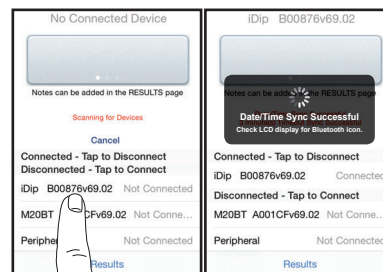 No Connected Device
Notes can be added in the RESULTS page
Scanning for Devices
Cancel
Connected - Tap to Disconnect
Disconnected - Tap to Connect
iDip B00876v69.02 Not Connected
M20BT CFv69.02 Not Conne...
Periphe Not Connected
Results
iDip B00876v69.02
Notes can be added the RESULTS page
Date/Time Sync Successful
Check LCD display for Bluetooth icon.
Connected - Tap to Disconnect
iDip B00876v69.02 Connected
Disconnected - Tap to Connect
M20BT A001CFv69.02 Not Conne...
Peripheral Not Connected
Results